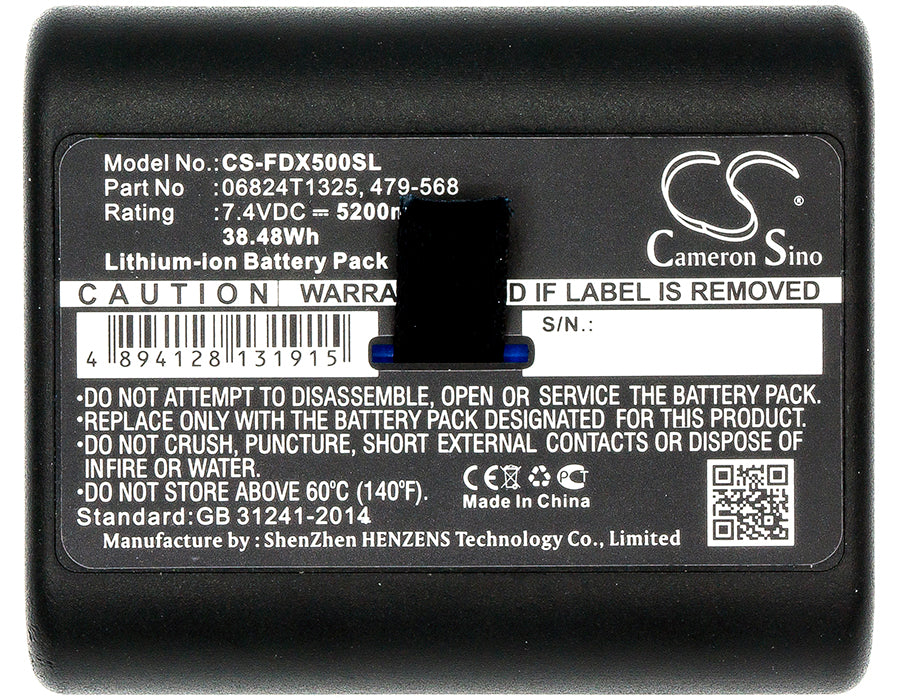 Model No.:CS-FDX500SL
Part No :06824T1325, 479-568
Rating :7.4VDC ⎓ 5200
38.48Wh
Lithium-ion Battery Pack
Cameron Sino
®
CAUTION WARRA D IF LABEL IS REMOVED
S/N.:
4 894128 131915
•DO NOT ATTEMPT TO DISASSEMBLE, OPEN OR SERVICE THE BATTERY PACK.
•REPLACE ONLY WITH THE BATTERY PACK DESIGNATED FOR THIS PRODUCT.
•DO NOT CRUSH, PUNCTURE, SHORT EXTERNAL CONTACTS OR DISPOSE OF
INFIRE OR WATER.
•DO NOT STORE ABOVE 60°C (140°F).
CE
PCT
Made In China
Standard:GB 31241-2014
Manufacture by : ShenZhen HENZENS Technology Co., Limited